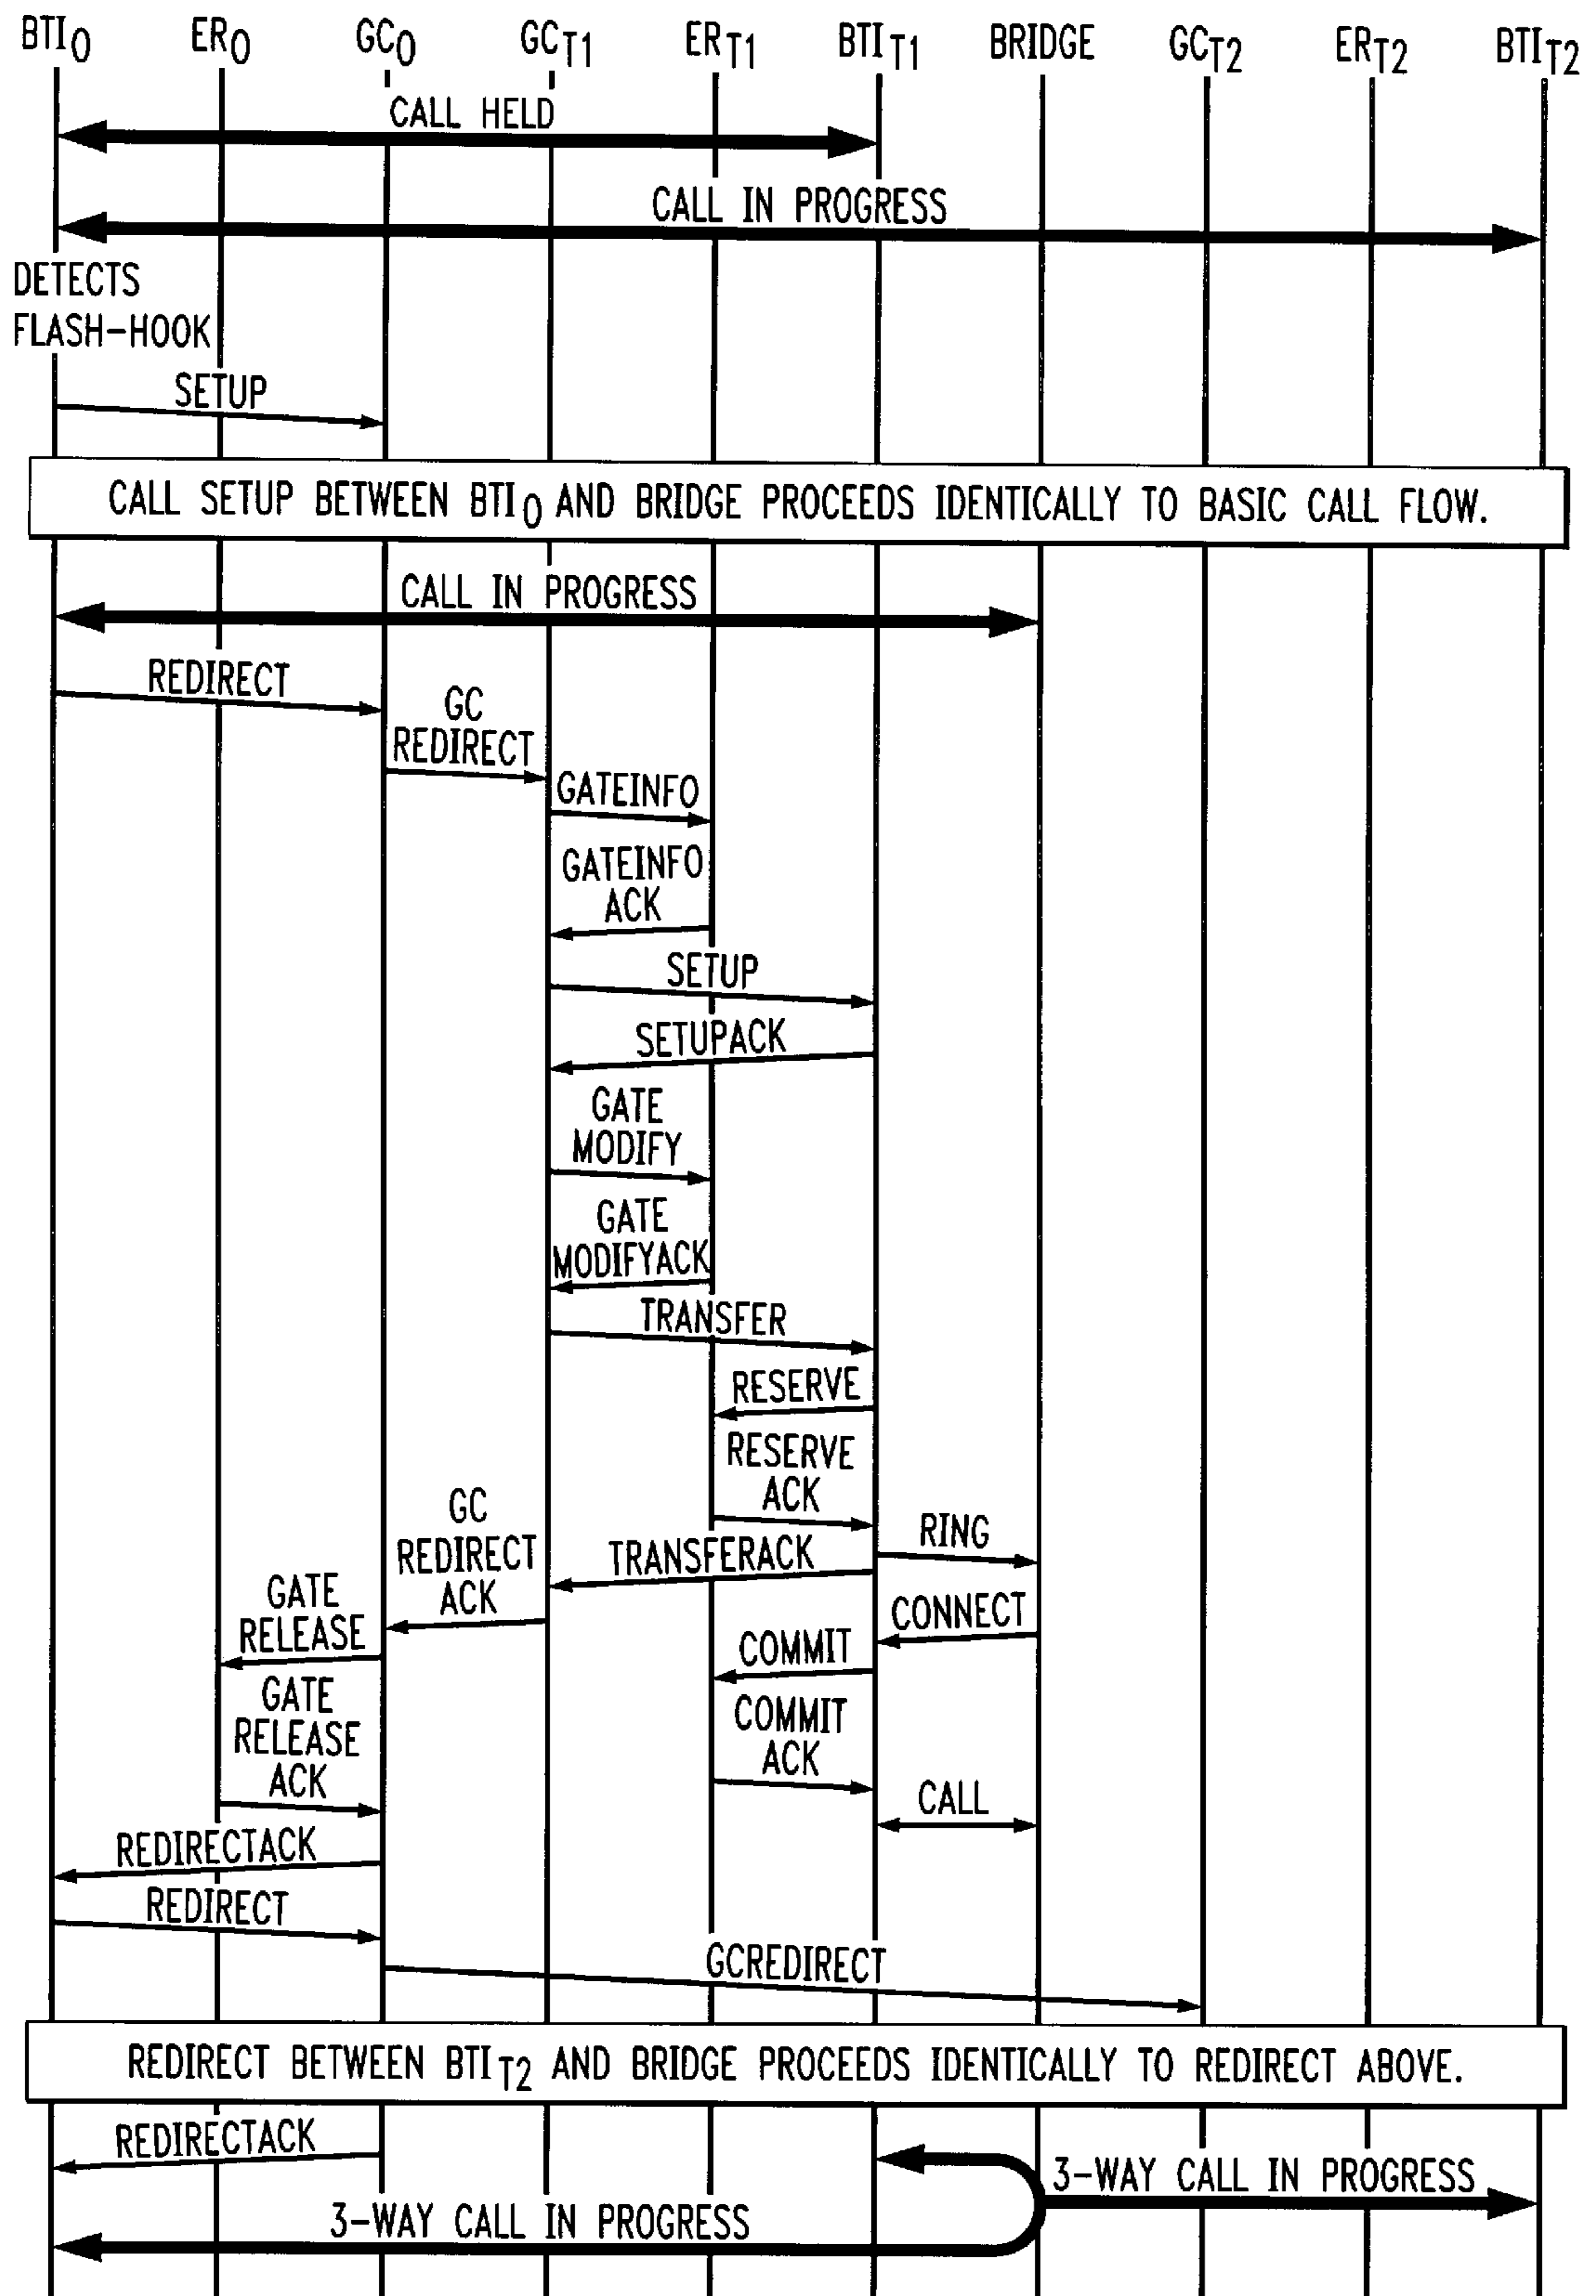 BTI0 ER0 GC0 GCT1 ERT1 BTIT1 BRIDGE GCT2 ERT2 BTIT2
CALL HELD
CALL IN PROGRESS
DETECTS
FLASH-HOOK
SETUP
CALL SETUP BETWEEN BTI0 AND BRIDGE PROCEEDS IDENTICALLY TO BASIC CALL FLOW.
CALL IN PROGRESS
REDIRECT
GC
REDIRECT
GATEINFO
GATEINFO
ACK
SETUP
SETUPACK
GATE
MODIFY
GATE
MODIFYACK
TRANSFER
RESERVE
RESERVE
ACK
RING
GC
REDIRECT
ACK
TRANSFERACK
GATE
RELEASE
CONNECT
COMMIT
GATE
RELEASE
ACK
COMMIT
ACK
CALL
REDIRECTACK
REDIRECT
GCREDIRECT
REDIRECT BETWEEN BTIT2 AND BRIDGE PROCEEDS IDENTICALLY TO REDIRECT ABOVE.
REDIRECTACK
3-WAY CALL IN PROGRESS
3-WAY CALL IN PROGRESS